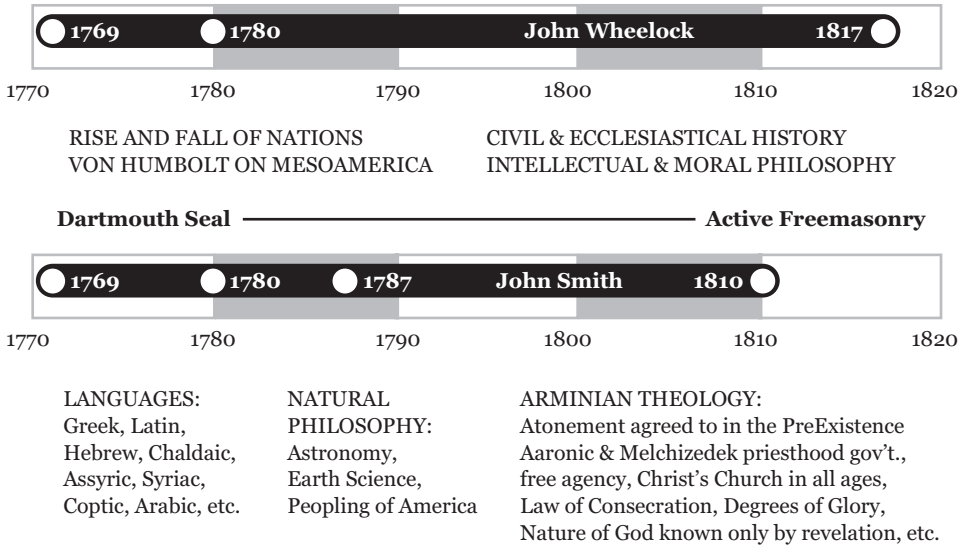 1769 1780 John Wheelock 1817
1770 1780 1790 1800 1810 1820
RISE AND FALL OF NATIONS
VON HUMBOLT ON MESOAMERICA
CIVIL & ECCLESIASTICAL HISTORY
INTELLECTUAL & MORAL PHILOSOPHY
Dartmouth Seal Active Freemasonry
1769 1780 1787 John Smith 1810
1770 1780 1790 1800 1810 1820
LANGUAGES:
Greek, Latin,
Hebrew, Chaldaic,
Assyric, Syriac,
Coptic, Arabic, etc.
NATURAL
PHILOSOPHY:
Astronomy,
Earth Science,
Peopling of America
ARMINIAN THEOLOGY:
Atonement agreed to in the PreExistence
Aaronic & Melchizedek priesthood gov't.,
free agency, Christ's Church in all ages,
Law of Consecration, Degrees of Glory,
Nature of God known only by revelation, etc.